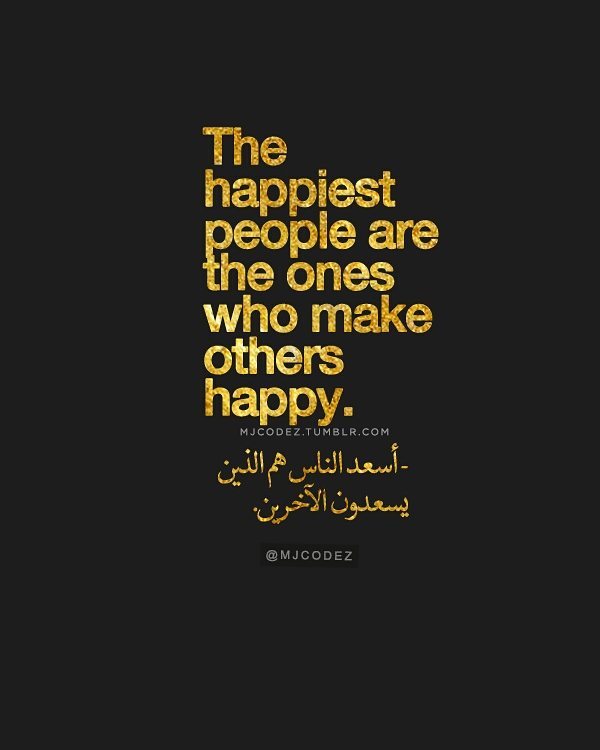 The
happiest
people are
the ones
who make
others
happy.
MJCODEZ.TUMBLR.COM
- أسعد الناس هم الذين
يسعدون الآخرين.
@MJCODEZ